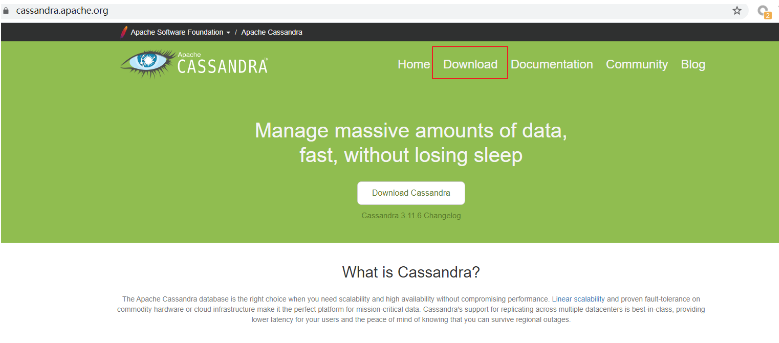 cassandra.apache.org
2
Apache Software Foundation / Apache Cassandra
Apache
CASSANDRA
Home Download Documentation Community Blog
Manage massive amounts of data,
fast, without losing sleep
Download Cassandra
Cassandra 3.11.6 Changelog
What is Cassandra?
The Apache Cassandra database is the right choice when you need scalability and high availability without compromising performance. Linear scalability and proven fault-tolerance on
commodity hardware or cloud infrastructure make it the perfect platform for mission-critical data. Cassandra's support for replicating across multiple datacenters is best-in-class, providing
lower latency for your users and the peace of mind of knowing that you can survive regional outages.